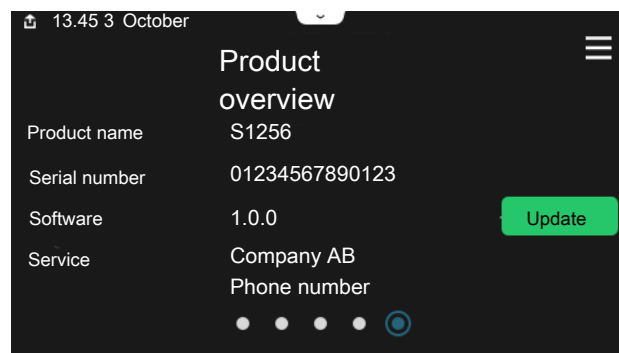 13.45 3 October
Product
overview
Product name S1256
Serial number 01234567890123
Software 1.0.0 Update
Service Company AB
Phone number